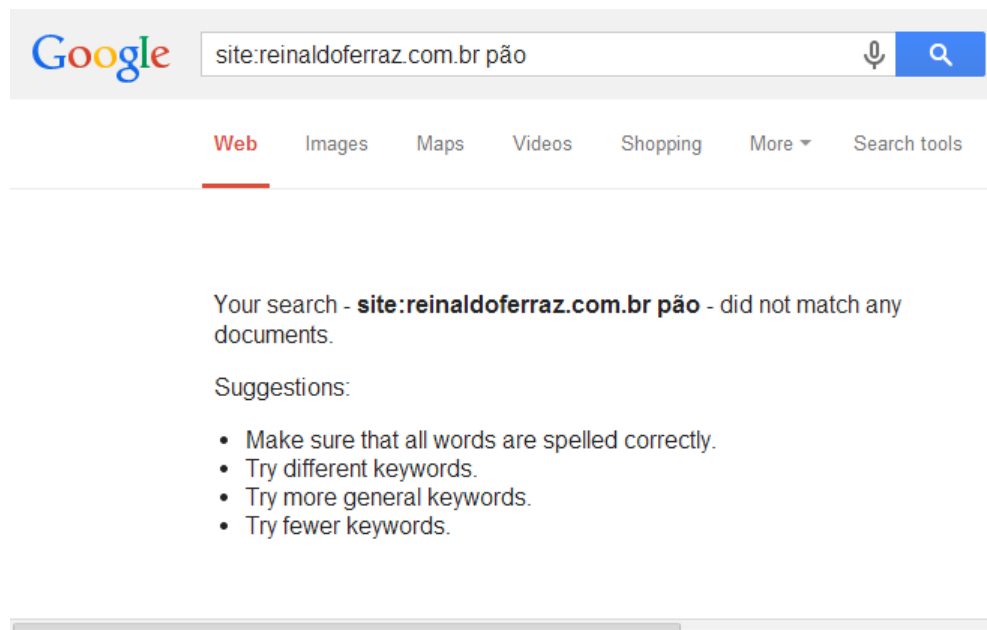 Google
site:reinaldoferraz.com.br pão
Web Images Maps Videos Shopping More Search tools
Your search - site:reinaldoferraz.com.br pão - did not match any
documents.
Suggestions:
• Make sure that all words are spelled correctly.
• Try different keywords.
• Try more general keywords.
• Try fewer keywords.